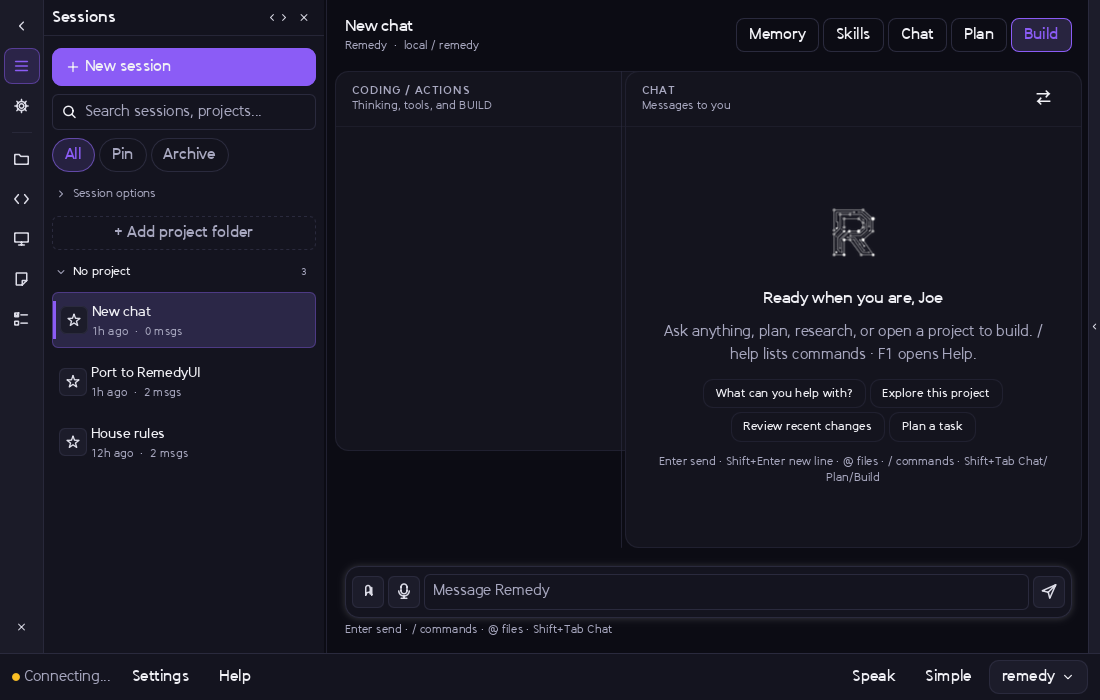 Sessions
New session
Search sessions, projects...
All
Pin
Archive
Session options
+ Add project folder
No project
3
New chat
1h ago · 0 msgs
Port to RemedyUI
1h ago · 2 msgs
House rules
12h ago · 2 msgs
New chat
Remedy · local / remedy
Memory
Skills
Chat
Plan
Build
CODING / ACTIONS
Thinking, tools, and BUILD
CHAT
Messages to you
R
Ready when you are, Joe
Ask anything, plan, research, or open a project to build. /
help lists commands · F1 opens Help.
What can you help with?
Explore this project
Review recent changes
Plan a task
Enter send · Shift+Enter new line · @ files · / commands · Shift+Tab Chat/
Plan/Build
Message Remedy
Enter send · / commands · @ files · Shift+Tab Chat
Connecting...
Settings
Help
Speak
Simple
remedy